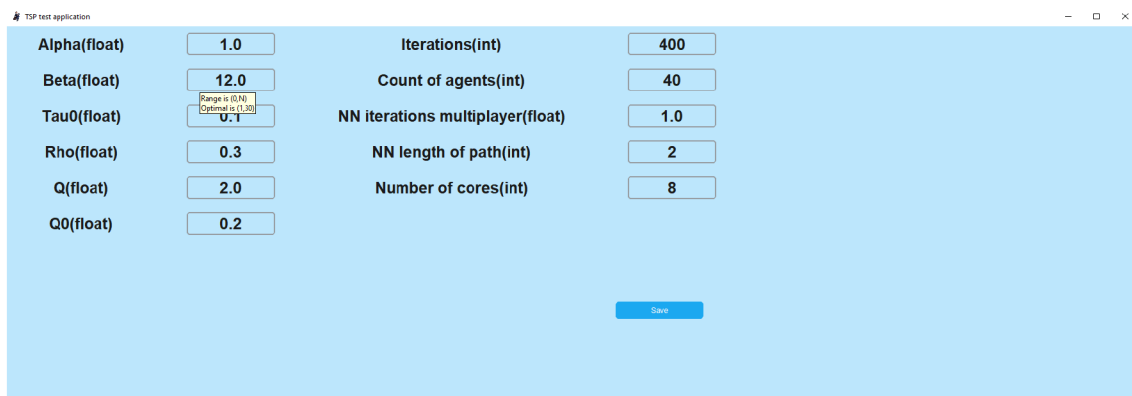 TSP test application
Alpha(float) 1.0 Iterations(int) 400
Beta(float) 12.0 Count of agents(int) 40
Range is (0,N)
Optimal is (1,30)
Tau0(float) 0.1 NN iterations multiplayer(float) 1.0
Rho(float) 0.3 NN length of path(int) 2
Q(float) 2.0 Number of cores(int) 8
Q0(float) 0.2
Save